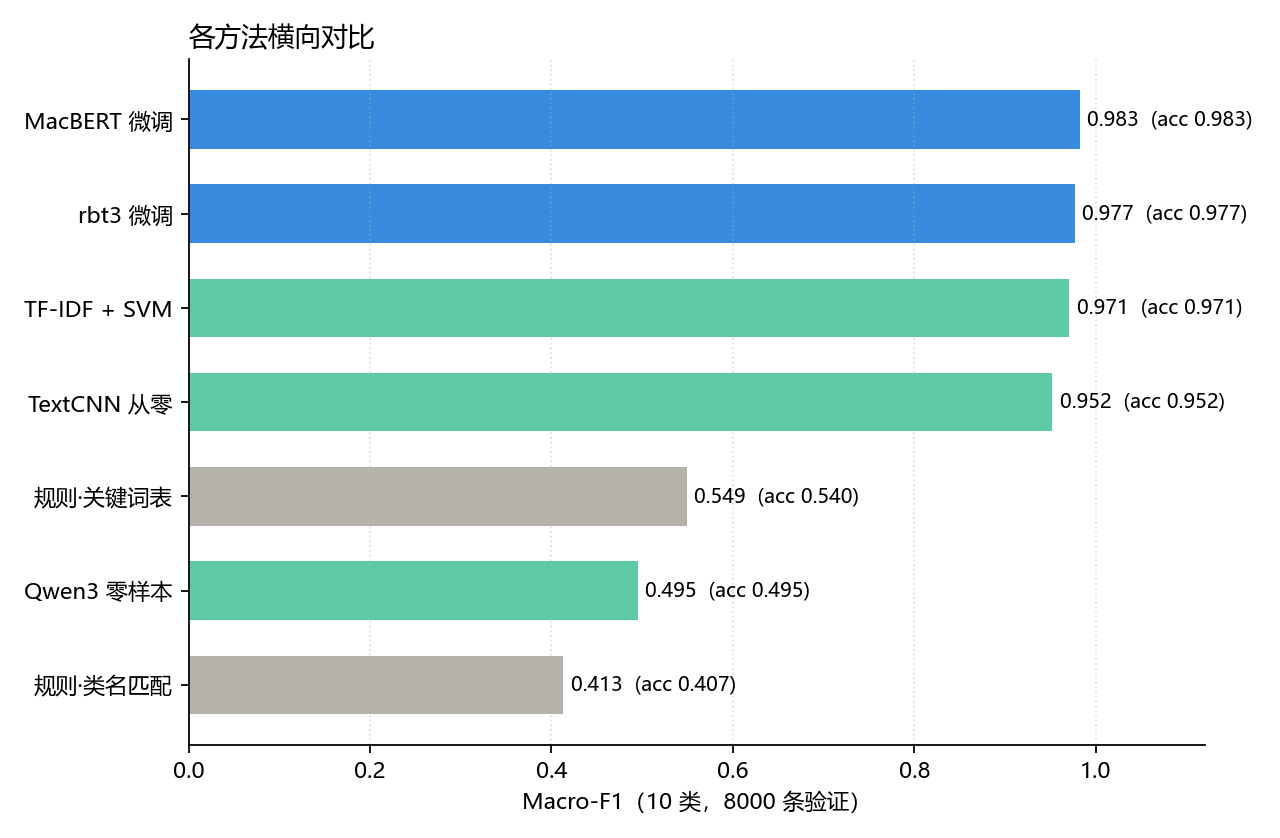 各方法横向对比
MacBERT 微调
0.983 (acc 0.983)
rbt3 微调
0.977 (acc 0.977)
TF-IDF + SVM
0.971 (acc 0.971)
TextCNN 从零
0.952 (acc 0.952)
规则·关键词表
0.549 (acc 0.540)
Qwen3 零样本
0.495 (acc 0.495)
规则·类名匹配
0.413 (acc 0.407)
0.0 0.2 0.4 0.6 0.8 1.0
Macro-F1（10 类，8000 条验证）